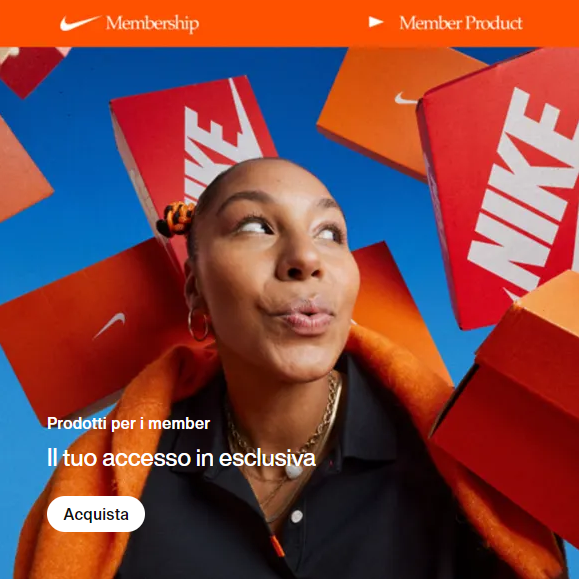 Membership
Member Product
NIKE
NIKE
Prodotti per i member
Il tuo accesso in esclusiva
Acquista